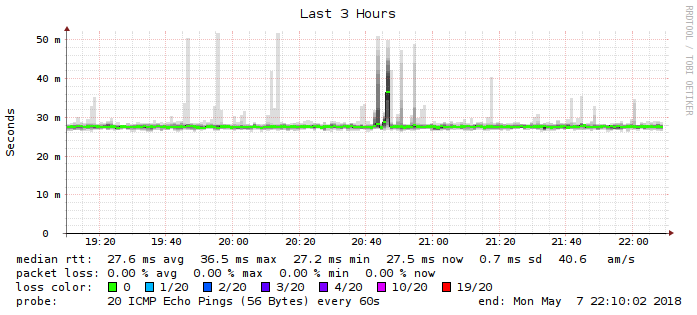 Last 3 Hours
RRDTOOL / TOBI OETIKER
Seconds
50 m
40 m
30 m
20 m
10 m
0
19:20 19:40 20:00 20:20 20:40 21:00 21:20 21:40 22:00
median rtt: 27.6 ms avg 36.5 ms max 27.2 ms min 27.5 ms now 0.7 ms sd 40.6 am/s
packet loss: 0.00 % avg 0.00 % max 0.00 % min 0.00 % now
loss color: 0 1/20 2/20 3/20 4/20 10/20 19/20
probe: 20 ICMP Echo Pings (56 Bytes) every 60s end: Mon May 7 22:10:02 2018